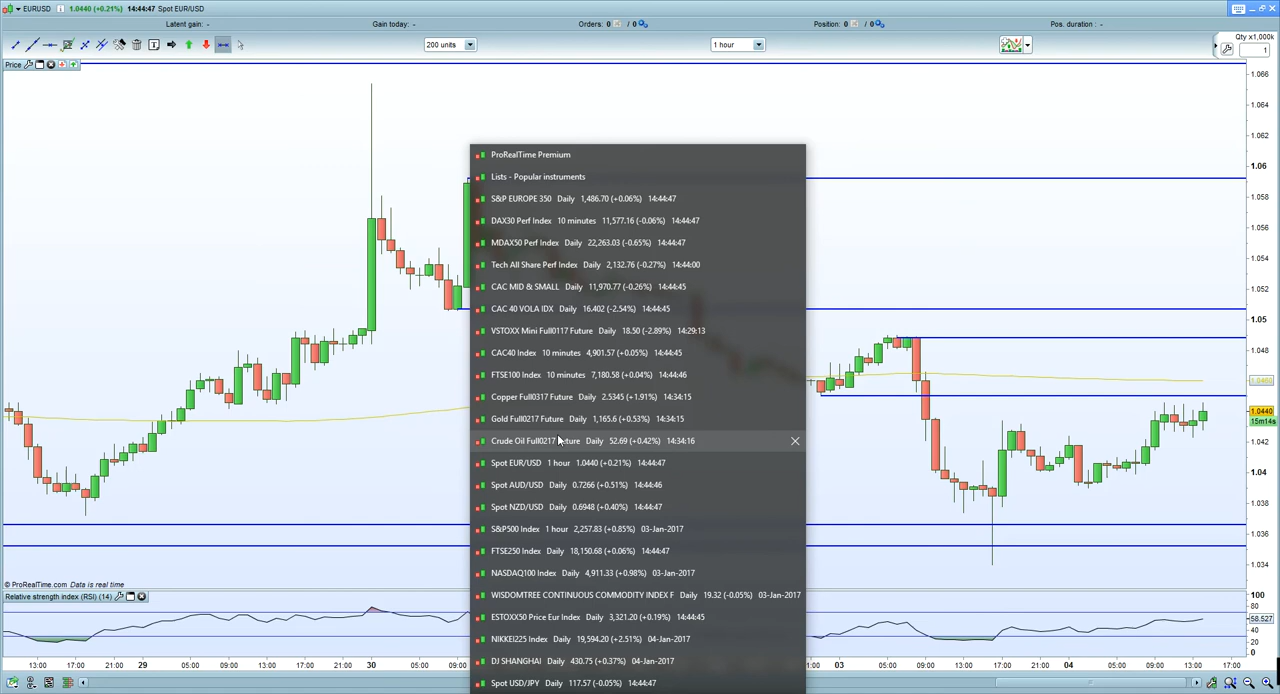 EURUSD 1.0440 (+0.21%) 14:44:47 Spot EUR/USD
Latent gain: - Gain today: - Orders: 0 / 0 Position: 0 / 0 Pos. duration : -
200 units 1 hour Qty x1,000k
1
Price
1.066
1.064
1.062
1.06
1.058
1.056
1.054
1.052
1.05
1.048
1.0460
1.0440
15m14s
1.042
1.04
1.038
1.036
1.034
ProRealTime Premium
Lists - Popular instruments
S&P EUROPE 350 Daily 1,486.70 (+0.06%) 14:44:47
DAX30 Perf Index 10 minutes 11,577.16 (-0.06%) 14:44:47
MDAX50 Perf Index Daily 22,263.03 (-0.65%) 14:44:47
Tech All Share Perf Index Daily 2,132.76 (-0.27%) 14:44:00
CAC MID & SMALL Daily 11,970.77 (-0.26%) 14:44:45
CAC 40 VOLA IDX Daily 16.402 (-2.54%) 14:44:45
VSTOXX Mini Full0117 Future Daily 18.50 (-2.89%) 14:29:13
CAC40 Index 10 minutes 4,901.57 (+0.05%) 14:44:45
FTSE100 Index 10 minutes 7,180.58 (+0.04%) 14:44:46
Copper Full0317 Future Daily 2.5345 (+1.91%) 14:34:15
Gold Full0217 Future Daily 1,165.6 (+0.53%) 14:34:15
Crude Oil Full0217 Future Daily 52.69 (+0.42%) 14:34:16
Spot EUR/USD 1 hour 1.0440 (+0.21%) 14:44:47
Spot AUD/USD Daily 0.7266 (+0.51%) 14:44:46
Spot NZD/USD Daily 0.6948 (+0.40%) 14:44:47
S&P500 Index 1 hour 2,257.83 (+0.85%) 03-Jan-2017
FTSE250 Index Daily 18,150.68 (+0.06%) 14:44:47
NASDAQ100 Index Daily 4,911.33 (+0.98%) 03-Jan-2017
WISDOMTREE CONTINUOUS COMMODITY INDEX F Daily 19.32 (-0.05%) 03-Jan-2017
ESTOXX50 Price Eur Index Daily 3,321.20 (+0.19%) 14:44:45
NIKKEI225 Index Daily 19,594.20 (+2.51%) 04-Jan-2017
DJ SHANGHAI Daily 430.75 (+0.37%) 04-Jan-2017
Spot USD/JPY Daily 117.57 (-0.05%) 14:44:47
© ProRealTime.com Data is real time
Relative strength index (RSI) (14)
100
80
58.527
40
20
0
13:00 17:00 21:00 29 05:00 09:00 13:00 17:00 21:00 30 05:00 09:00 :00 03 05:00 09:00 13:00 17:00 21:00 04 05:00 09:00 13:00 17:00